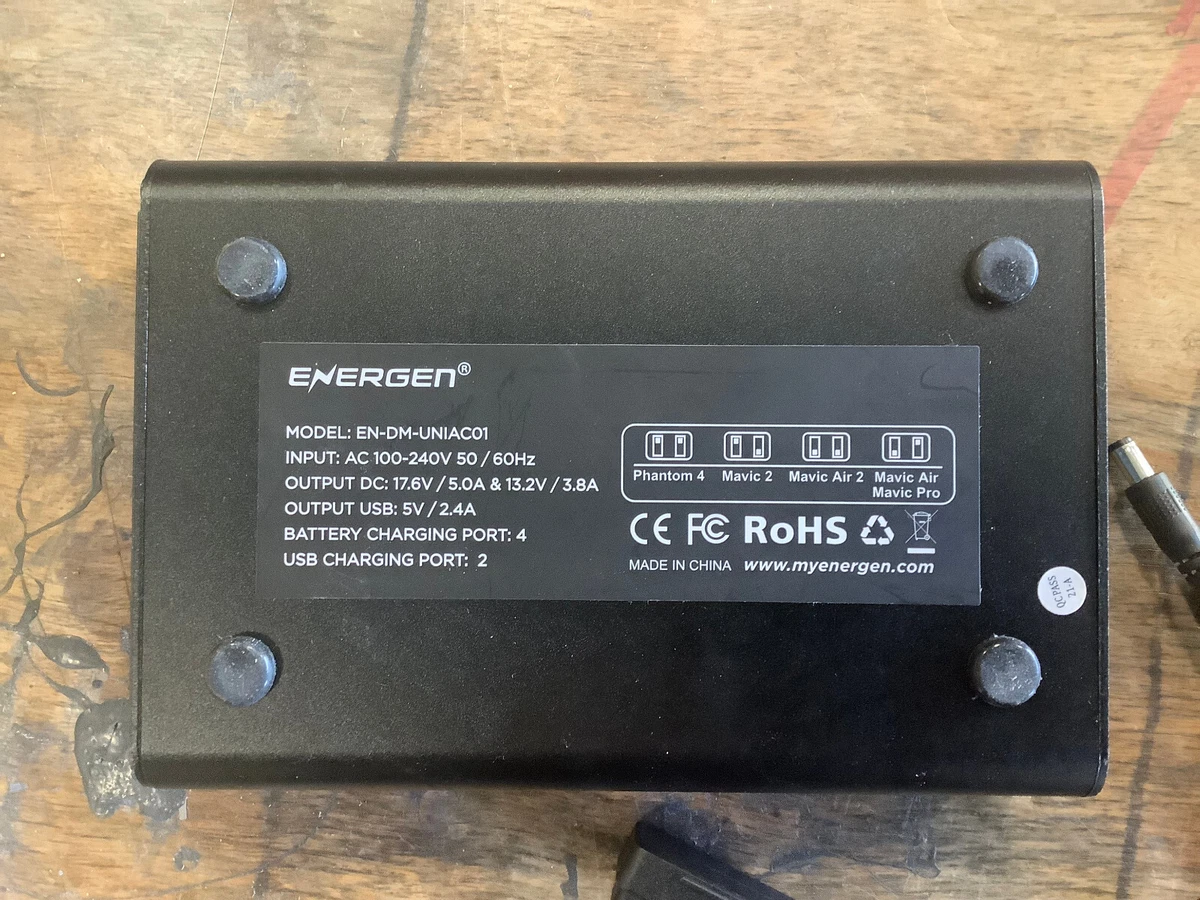 ENERGEN®
MODEL: EN-DM-UNIAC01
INPUT: AC 100-240V 50 / 60Hz
OUTPUT DC: 17.6V / 5.0A & 13.2V / 3.8A
OUTPUT USB: 5V / 2.4A
BATTERY CHARGING PORT: 4
USB CHARGING PORT: 2
Phantom 4 Mavic 2 Mavic Air 2 Mavic Air
Mavic Pro
CE FC RoHS
MADE IN CHINA www.myenergen.com
QC PASS
21-A